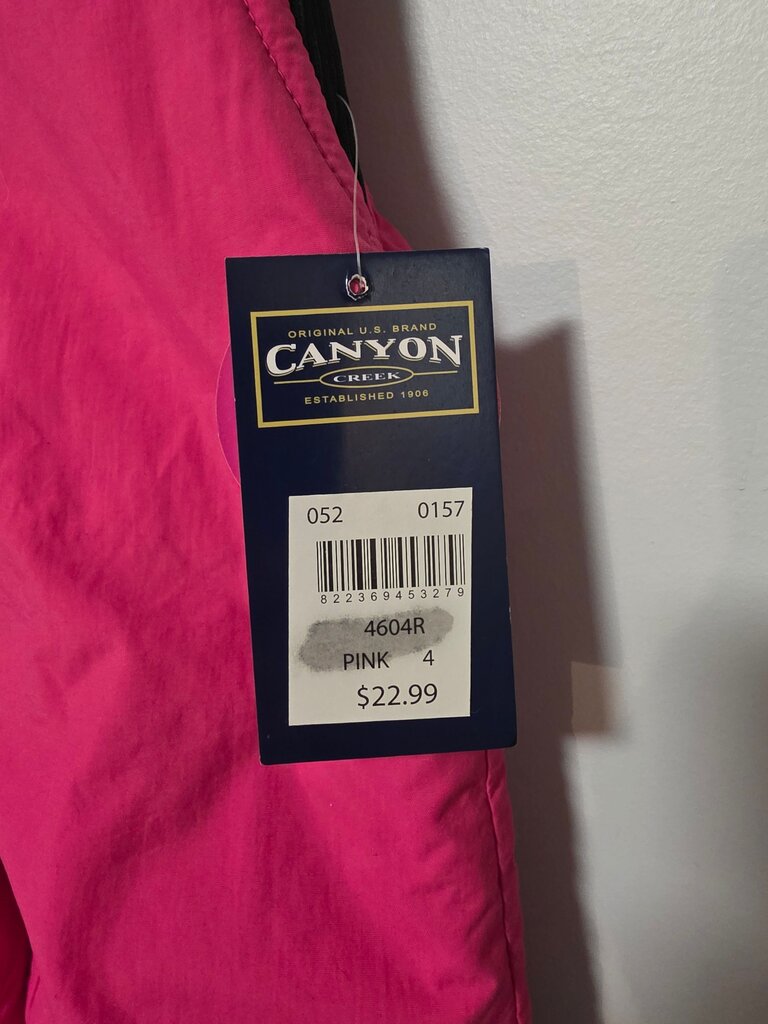 ORIGINAL U.S. BRAND
CANYON
CREEK
ESTABLISHED 1906
052 0157
822369453279
4604R
PINK 4
$22.99